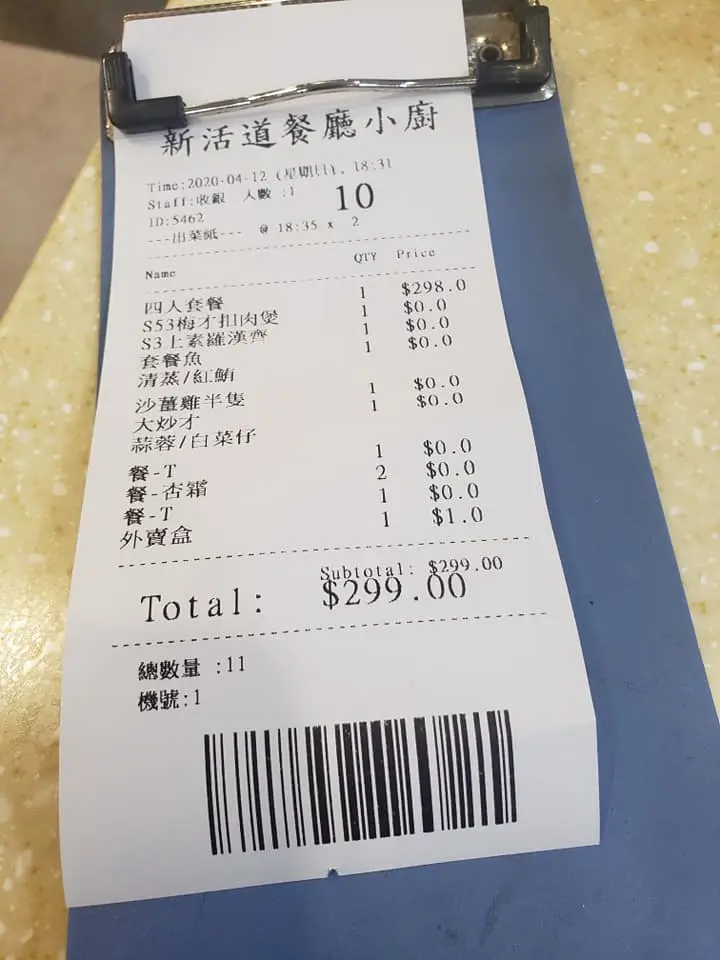 新活道餐廳小廚
Time:2020-04-12 (星期日), 18:31
Staff:收銀 人數 :1 10
ID:5462
---出菜紙--- @ 18:35 x 2
Name QTY Price
四人套餐 1 $298.0
S53梅才扣肉煲 1 $0.0
S3上素羅漢齊 1 $0.0
套餐魚 1 $0.0
清蒸/紅鮪
沙薑雞半隻 1 $0.0
大炒才 1 $0.0
蒜蓉/白菜仔
餐-T 1 $0.0
餐-杏霜 2 $0.0
餐-T 1 $0.0
外賣盒 1 $1.0
Subtotal: $299.00
Total: $299.00
總數量 :11
機號:1